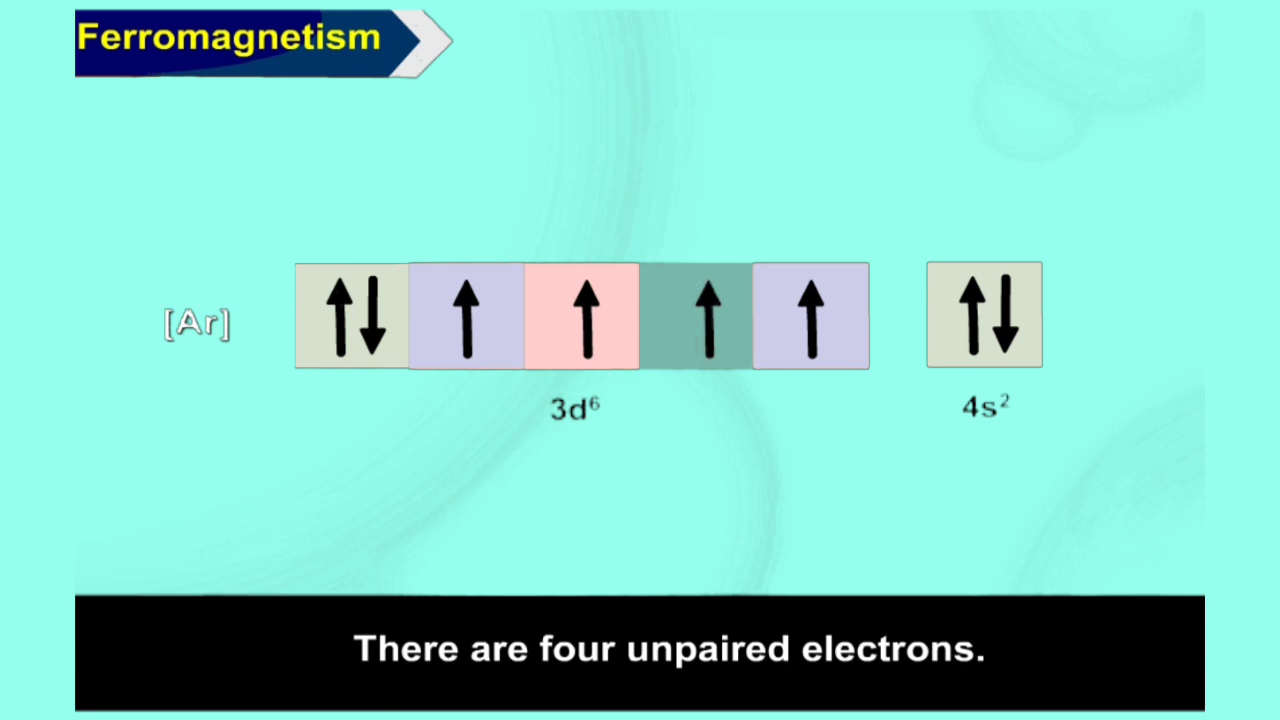 Ferromagnetism
[Ar]
3d⁶
4s²
There are four unpaired electrons.